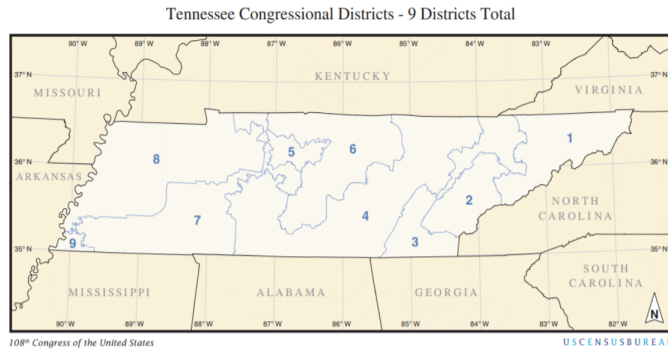 Tennessee Congressional Districts - 9 Districts Total
90°W 89°W 88°W 87°W 86°W 85°W 84°W 83°W
37°N KENTUCKY 37°N
MISSOURI VIRGINIA
8 5 6 1
36°N 36°N
ARKANSAS
7 4 2 NORTH
CAROLINA
9 3
35°N 35°N
SOUTH
CAROLINA
MISSISSIPPI ALABAMA GEORGIA
N
90°W 89°W 88°W 87°W 86°W 85°W 84°W 83°W 82°W
108th Congress of the United States USCENSUSBUREA